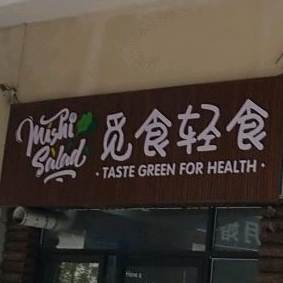 Mishi
Salad
觅食轻食
· TASTE GREEN FOR HEALTH ·